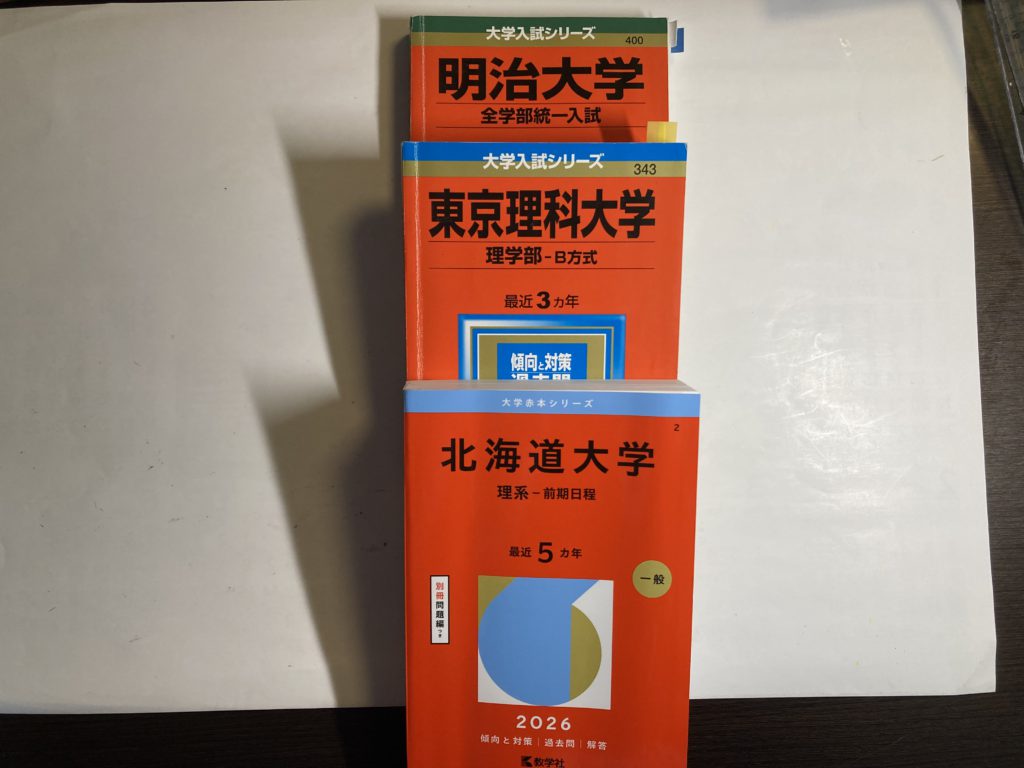 大学入試シリーズ
400
明治大学
全学部統一入試
大学入試シリーズ
343
東京理科大学
理学部-B方式
最近3カ年
傾向と対策
過去問
大学赤本シリーズ
2
北海道大学
理系-前期日程
最近5カ年
一般
別冊問題編つき
2026
傾向と対策|過去問|解答
教学社